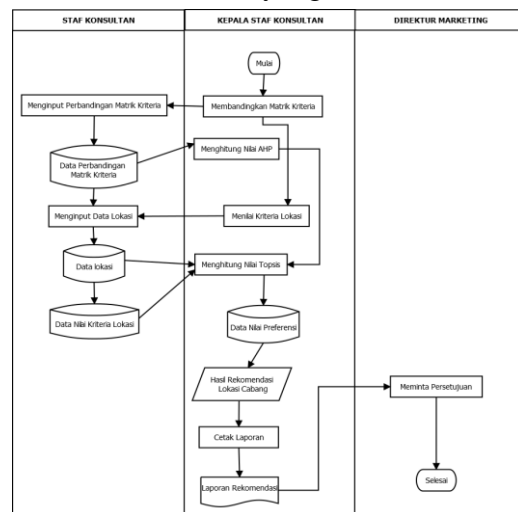 STAF KONSULTAN
KEPALA STAF KONSULTAN
DIREKTUR MARKETING
Mulai
Menginput Perbandingan Matrik Kriteria
Membandingkan Matrik Kriteria
Menghitung Nilai AHP
Data Perbandingan
Matrik Kriteria
Menginput Data Lokasi
Menilai Kriteria Lokasi
Data lokasi
Menghitung Nilai Topsis
Data Nilai Kriteria Lokasi
Data Nilai Preferensi
Hasil Rekomendasi
Lokasi Cabang
Meminta Persetujuan
Cetak Laporan
Laporan Rekomendasi
Selesai